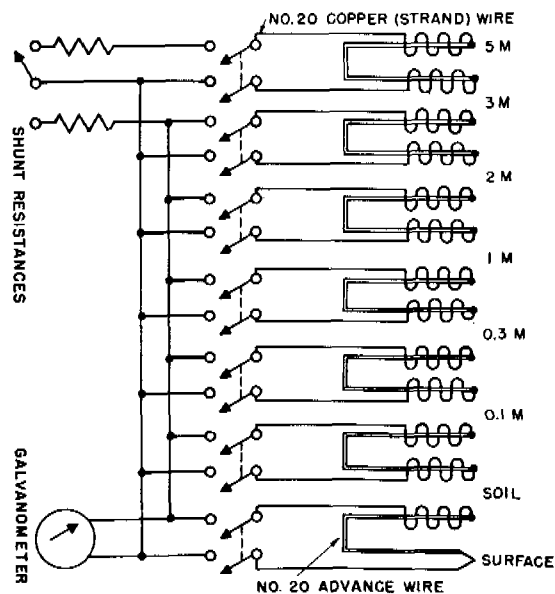 NO. 20 COPPER (STRAND) WIRE
5 M
3 M
2 M
1 M
0.3 M
0.1 M
SOIL
SURFACE
NO. 20 ADVANCE WIRE
SHUNT RESISTANCES
GALVANOMETER